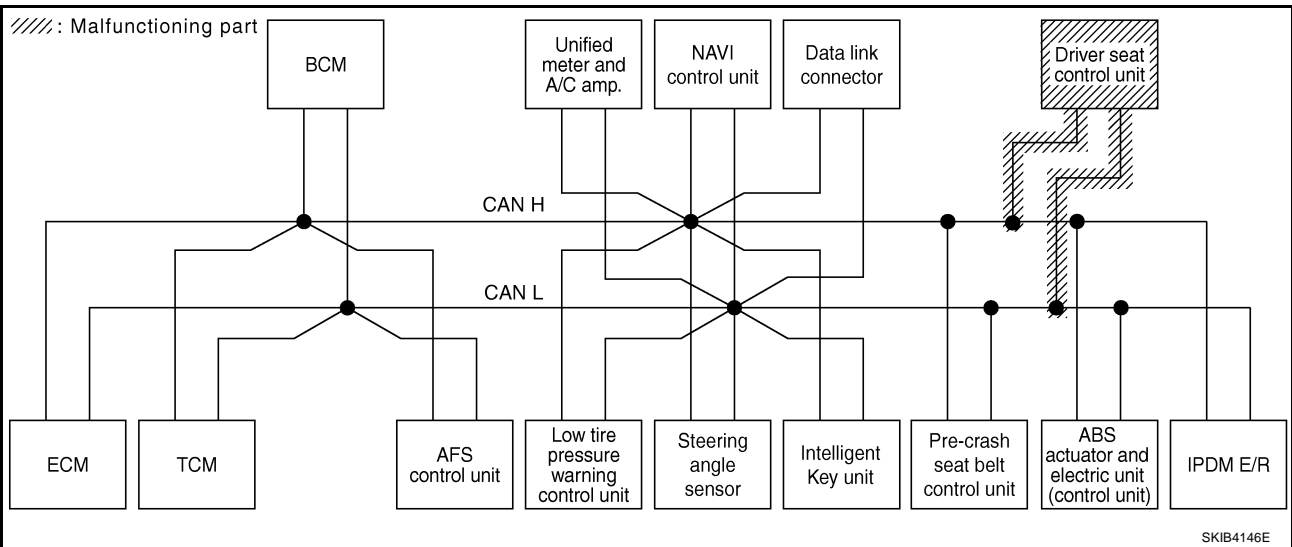 : Malfunctioning part
BCM
Unified
meter and
A/C amp.
NAVI
control unit
Data link
connector
Driver seat
control unit
CAN H
CAN L
ECM
TCM
AFS
control unit
Low tire
pressure
warning
control unit
Steering
angle
sensor
Intelligent
Key unit
Pre-crash
seat belt
control unit
ABS
actuator and
electric unit
(control unit)
IPDM E/R
SKIB4146E